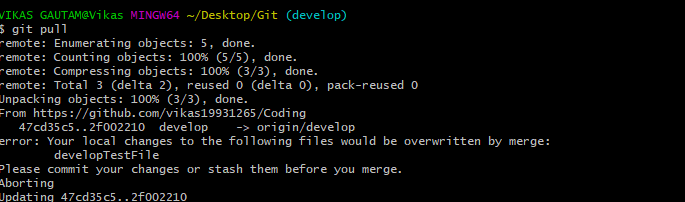 VIKAS GAUTAM@Vikas MINGW64 ~/Desktop/Git (develop)
$ git pull
remote: Enumerating objects: 5, done.
remote: Counting objects: 100% (5/5), done.
remote: Compressing objects: 100% (3/3), done.
remote: Total 3 (delta 2), reused 0 (delta 0), pack-reused 0
Unpacking objects: 100% (3/3), done.
From https://github.com/vikas19931265/Coding
47cd35c5..2f002210  develop    -> origin/develop
error: Your local changes to the following files would be overwritten by merge:
developTestFile
Please commit your changes or stash them before you merge.
Aborting
Updating 47cd35c5..2f002210